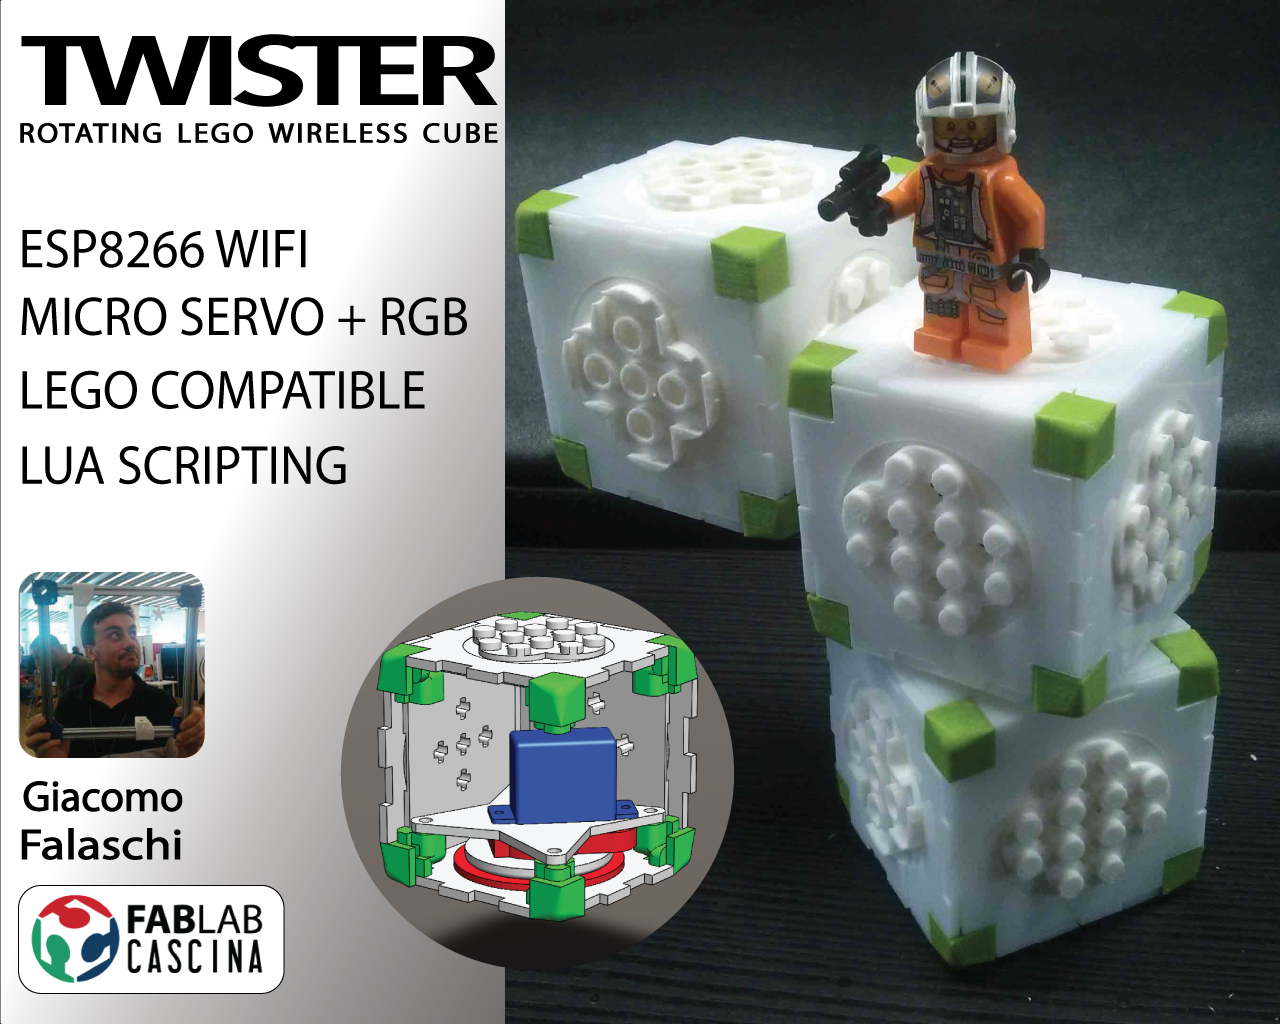 TWISTER
ROTATING LEGO WIRELESS CUBE
ESP8266 WIFI
MICRO SERVO + RGB
LEGO COMPATIBLE
LUA SCRIPTING
Giacomo
Falaschi
FABLAB
CASCINA